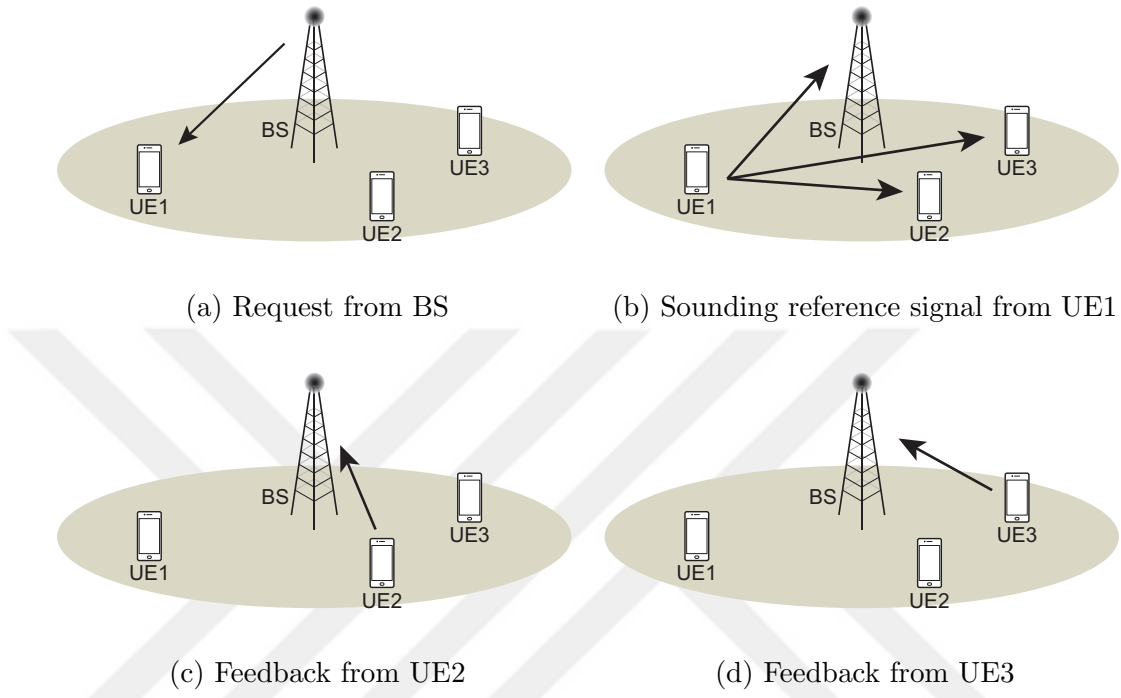 BS
UE3
UE1
UE2
(a) Request from BS
BS
UE3
UE1
UE2
(b) Sounding reference signal from UE1
BS
UE3
UE1
UE2
(c) Feedback from UE2
BS
UE3
UE1
UE2
(d) Feedback from UE3